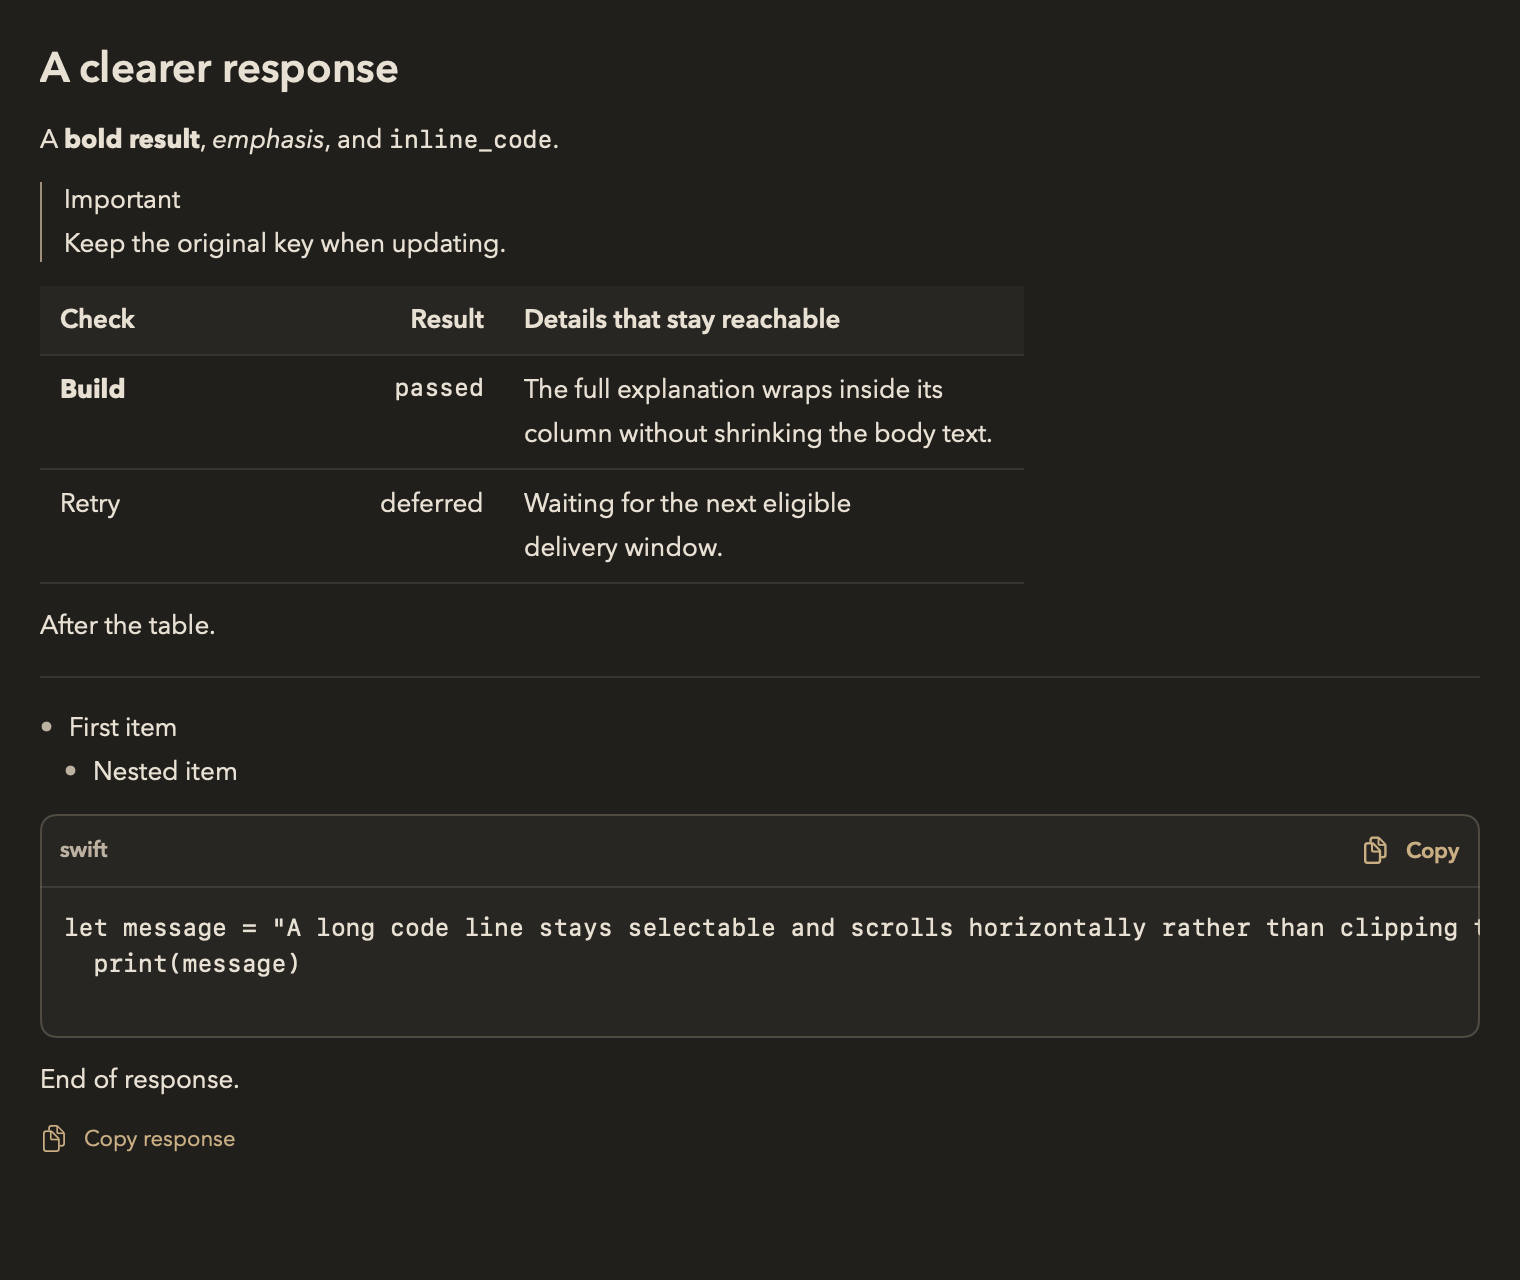 A clearer response
A bold result, emphasis, and inline_code.
Important
Keep the original key when updating.
Check Result Details that stay reachable
Build passed The full explanation wraps inside its
column without shrinking the body text.
Retry deferred Waiting for the next eligible
delivery window.
After the table.
First item
Nested item
swift Copy
let message = "A long code line stays selectable and scrolls horizontally rather than clipping
print(message)
End of response.
Copy response